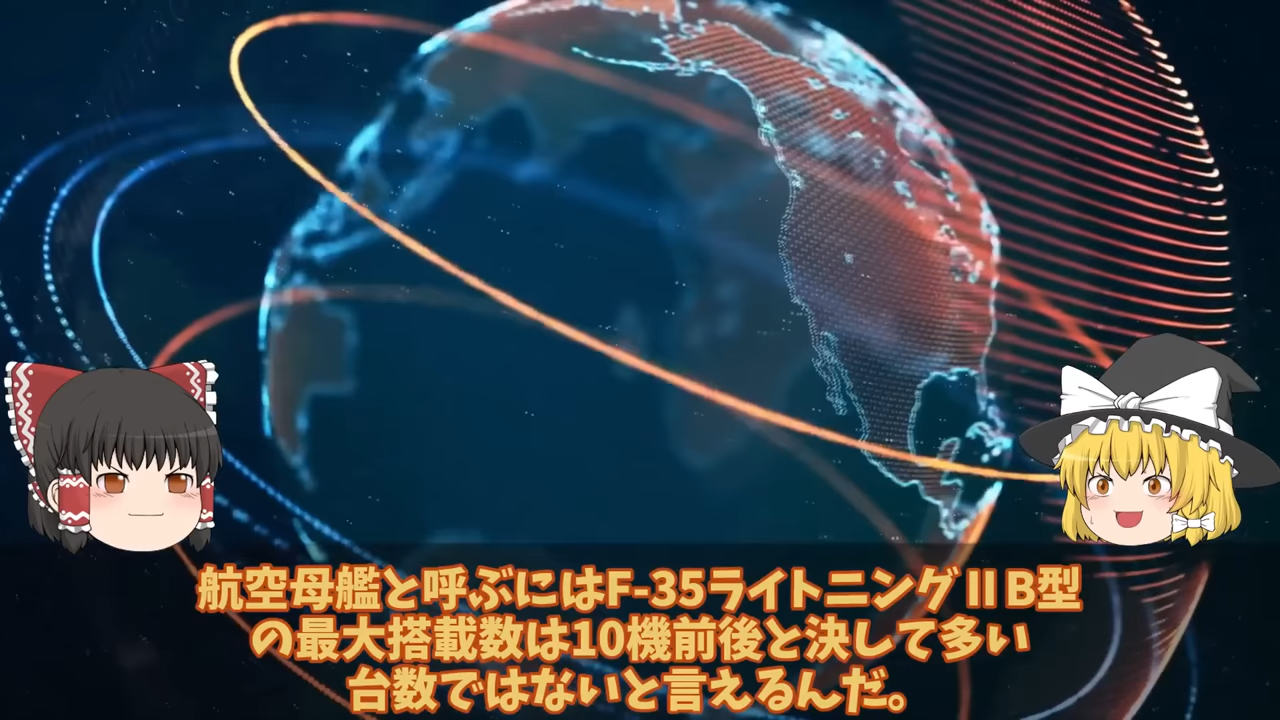 航空母艦と呼ぶにはF-35ライトニングⅡB型
の最大搭載数は10機前後と決して多い
台数ではないと言えるんだ。